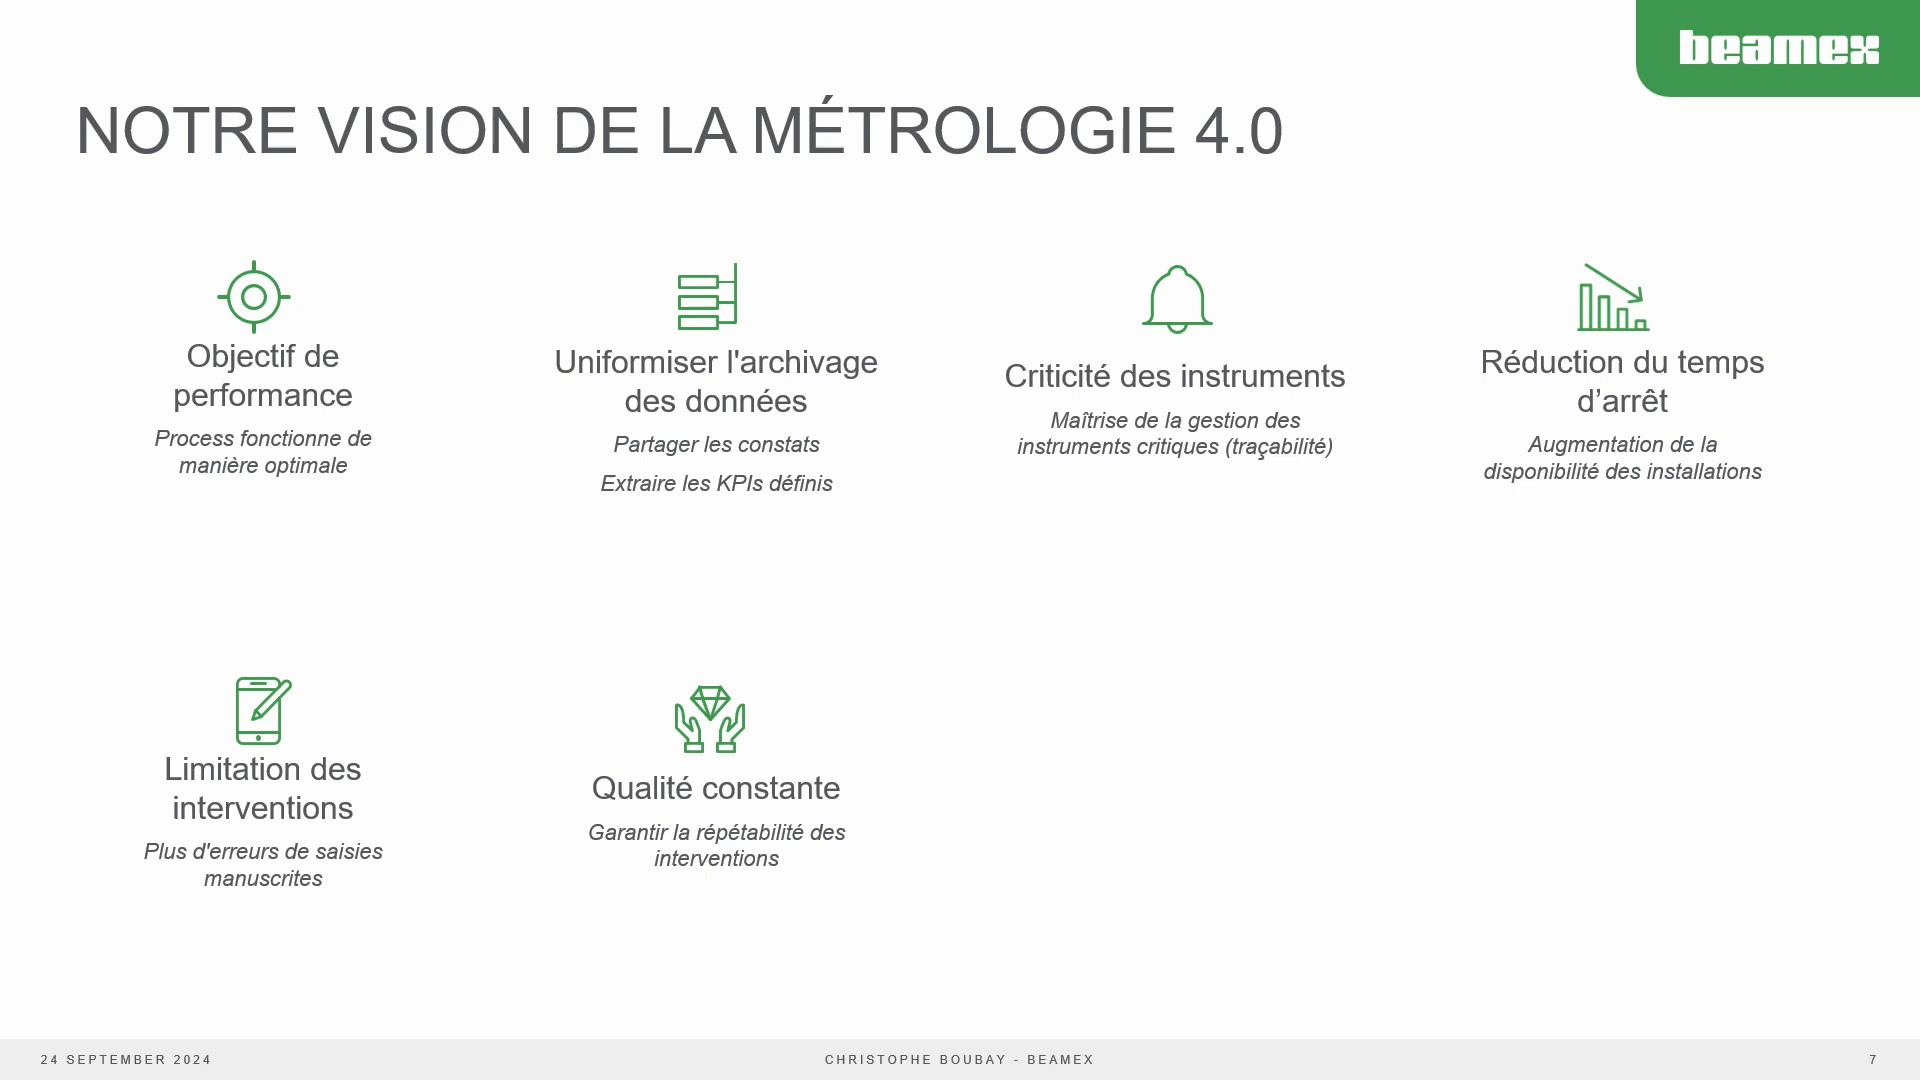 beamex
NOTRE VISION DE LA MÉTROLOGIE 4.0
Objectif de
performance
Process fonctionne de
manière optimale
Uniformiser l'archivage
des données
Partager les constats
Extraire les KPIs définis
Criticité des instruments
Maîtrise de la gestion des
instruments critiques (traçabilité)
Réduction du temps
d’arrêt
Augmentation de la
disponibilité des installations
Limitation des
interventions
Plus d'erreurs de saisies
manuscrites
Qualité constante
Garantir la répétabilité des
interventions
24 SEPTEMBER 2024
CHRISTOPHE BOUBAY - BEAMEX
7